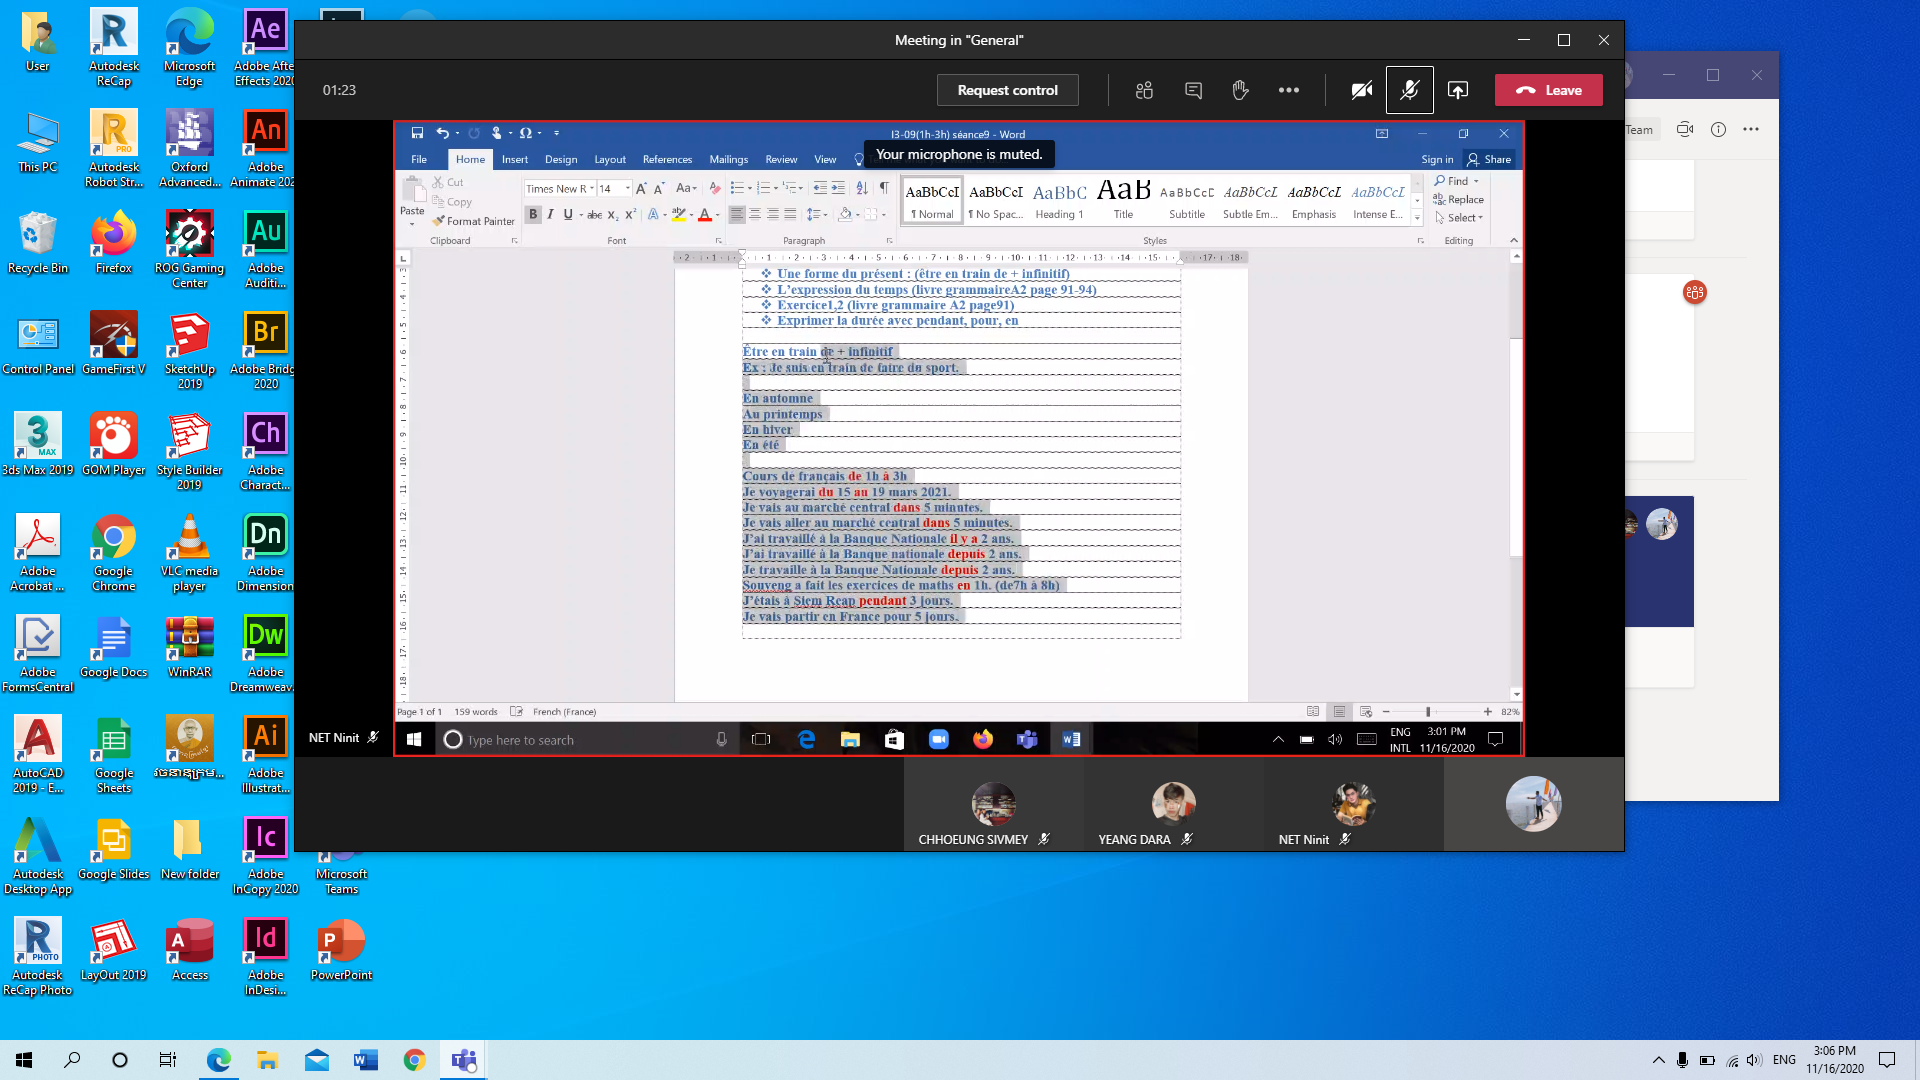 Meeting in "General"
01:23
Request control
Leave
I3-09(1h-3h) séance9 - Word
Your microphone is muted.
File
Home
Insert
Design
Layout
References
Mailings
Review
View
Sign in
Share
Paste
Cut
Copy
Format Painter
Clipboard
Times New R
14
Font
Paragraph
AaBbCcI
¶ Normal
AaBbCcI
¶ No Spac...
AaBbC
Heading 1
AaB
Title
AaBbCcD
Subtitle
AaBbCcL
Subtle Em...
AaBbCcL
Emphasis
AaBbCcL
Intense E...
Styles
Find
Replace
Select
Editing
❖ Une forme du présent : (être en train de + infinitif)
❖ L'expression du temps (livre grammaireA2 page 91-94)
❖ Exercice1,2 (livre grammaire A2 page91)
❖ Exprimer la durée avec pendant, pour, en
Être en train de + infinitif
Ex : Je suis en train de faire du sport.
En automne
Au printemps
En hiver
En été
Cours de français de 1h à 3h
Je voyagerai du 15 au 19 mars 2021.
Je vais au marché central dans 5 minutes.
Je vais aller au marché central dans 5 minutes.
J'ai travaillé à la Banque Nationale il y a 2 ans.
J'ai travaillé à la Banque nationale depuis 2 ans.
Je travaille à la Banque Nationale depuis 2 ans.
Souveng a fait les exercices de maths en 1h. (de7h à 8h)
J'étais à Siem Reap pendant 3 jours.
Je vais partir en France pour 5 jours.
Page 1 of 1
159 words
French (France)
82%
NET Ninit
Type here to search
ENG
INTL
3:01 PM
11/16/2020
CHHOEUNG SIVMEY
YEANG DARA
NET Ninit
Team
User
Autodesk ReCap
Microsoft Edge
Adobe After Effects 2020
This PC
Autodesk Robot Str...
Oxford Advanced...
Adobe Animate 202
Recycle Bin
Firefox
ROG Gaming Center
Adobe Auditi...
Control Panel
GameFirst V
SketchUp 2019
Adobe Bridge 2020
3ds Max 2019
GOM Player
Style Builder 2019
Adobe Charact...
Adobe Acrobat ...
Google Chrome
VLC media player
Adobe Dimension
Adobe FormsCentral
Google Docs
WinRAR
Adobe Dreamweav
AutoCAD 2019 - E...
Google Sheets
Adobe Illustrat...
Autodesk Desktop App
Google Slides
New folder
Adobe InCopy 2020
Microsoft Teams
Autodesk ReCap Photo
LayOut 2019
Access
Adobe InDesi...
PowerPoint
ENG
3:06 PM
11/16/2020